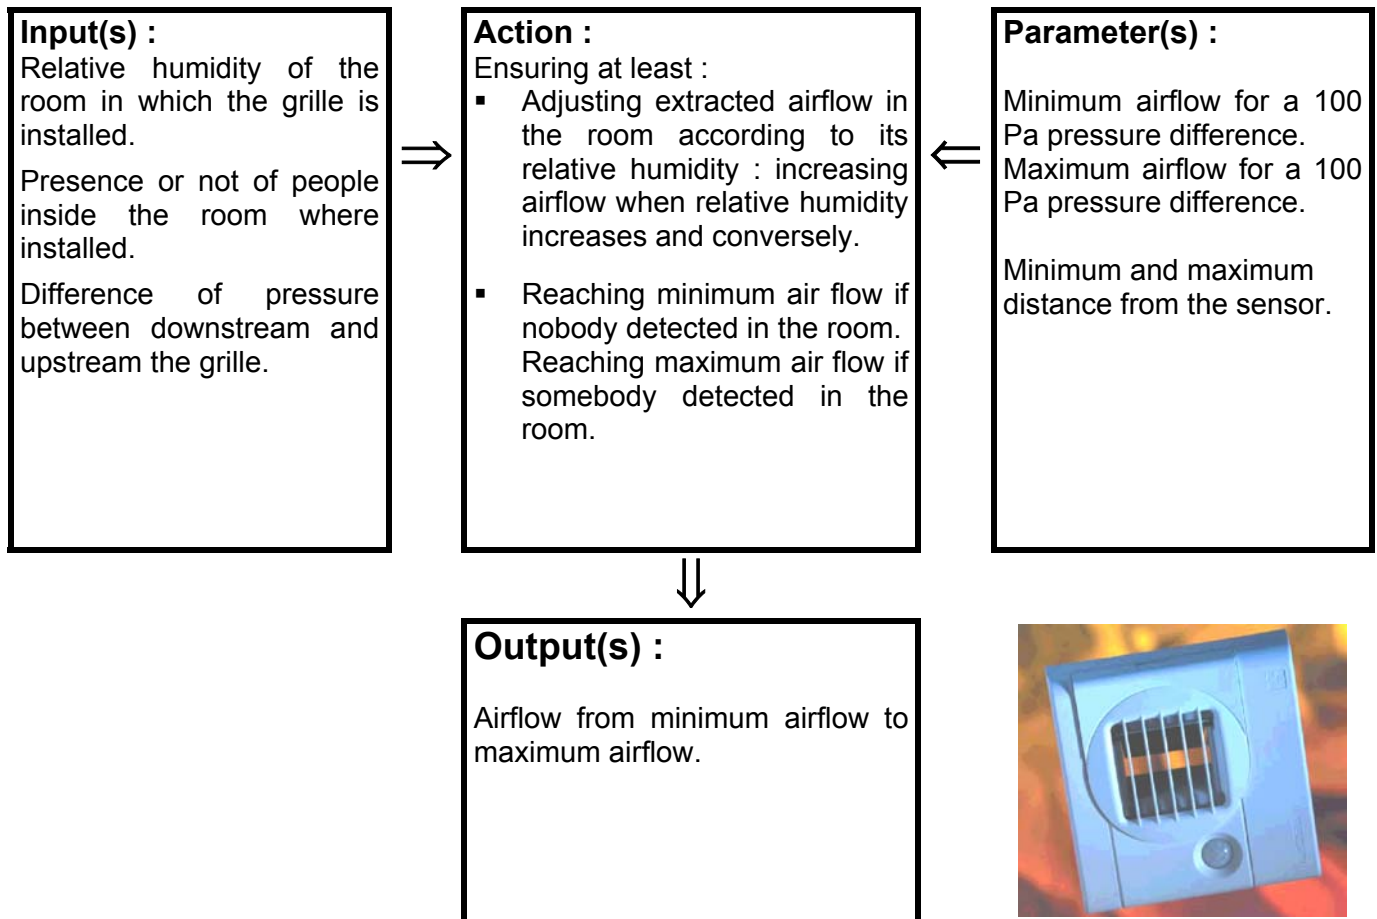 Input(s) :
Relative humidity of the
room in which the grille is
installed.
Presence or not of people
inside the room where
installed.
Difference of pressure
between downstream and
upstream the grille.
⇒
Action :
Ensuring at least :
▪ Adjusting extracted airflow in
the room according to its
relative humidity : increasing
airflow when relative humidity
increases and conversely.
▪ Reaching minimum air flow if
nobody detected in the room.
Reaching maximum air flow if
somebody detected in the
room.
⇐
Parameter(s) :
Minimum airflow for a 100
Pa pressure difference.
Maximum airflow for a 100
Pa pressure difference.
Minimum and maximum
distance from the sensor.
⇓
Output(s) :
Airflow from minimum airflow to
maximum airflow.